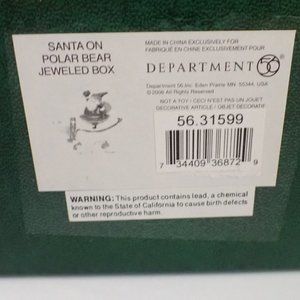 SANTA ON
POLAR BEAR
JEWELED BOX
MADE IN CHINA EXCLUSIVELY FOR
FABRIQUÉ EN CHINE EXCLUSIVEMENT POUR
DEPARTMENT 56
Department 56 Inc. Eden Prairie MN 55344, USA
©2006 All Rights Reserved
NOT A TOY / CECI N'EST PAS UN JOUET
DECORATIVE ARTICLE / OBJET DÉCORATIF
56.31599
7 34409 36872 9
WARNING: This product contains lead, a chemical
known to the State of California to cause birth defects
or other reproductive harm.